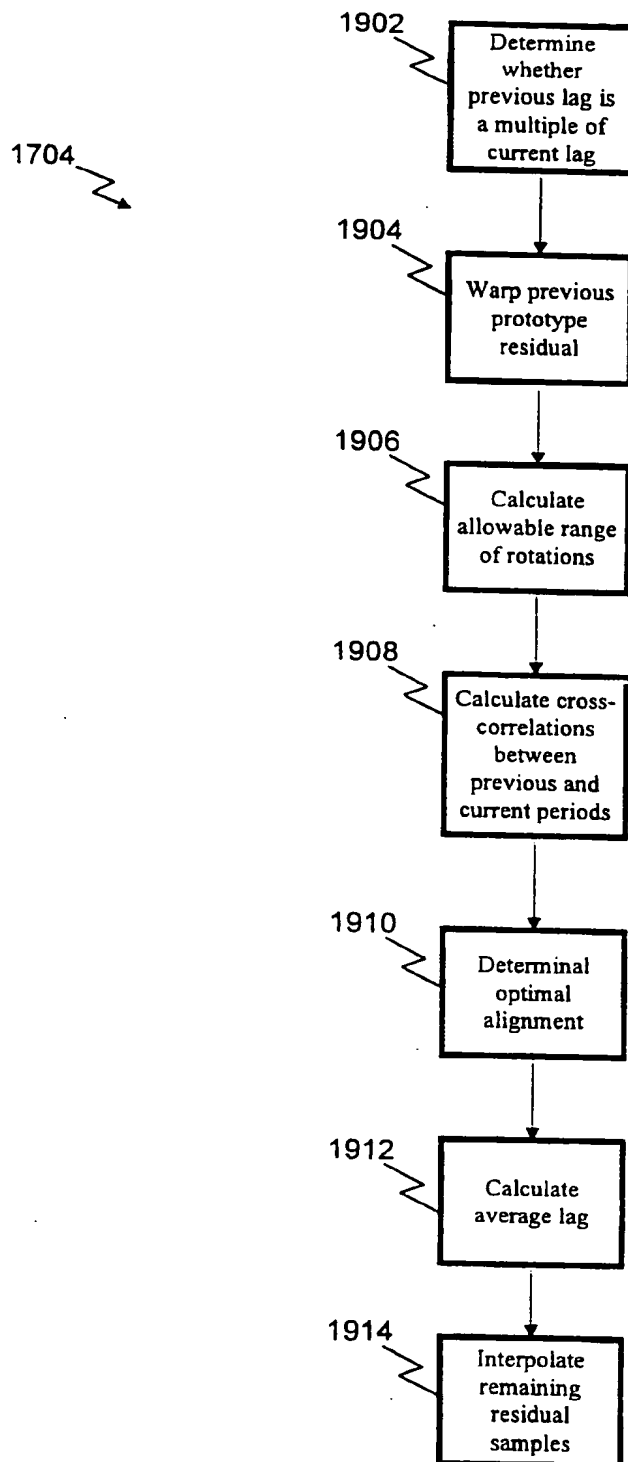 1902
Determine
whether
previous lag is
a multiple of
current lag
1704
1904
Warp previous
prototype
residual
1906
Calculate
allowable range
of rotations
1908
Calculate cross-
correlations
between
previous and
current periods
1910
Determinal
optimal
alignment
1912
Calculate
average lag
1914
Interpolate
remaining
residual
samples